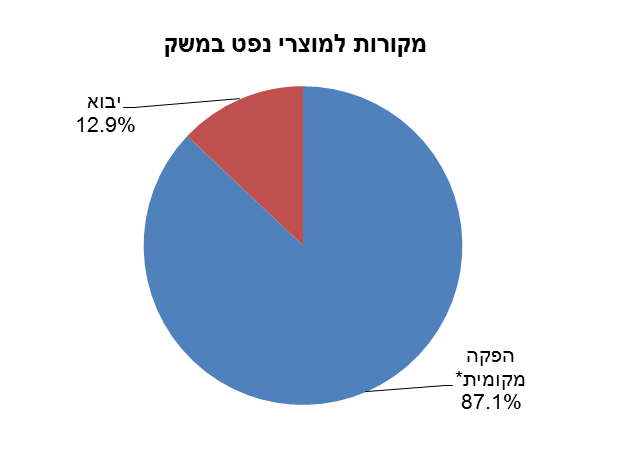 מקורות למוצרי נפט במשק
יבוא
12.9%
הפקה
מקומית*
87.1%